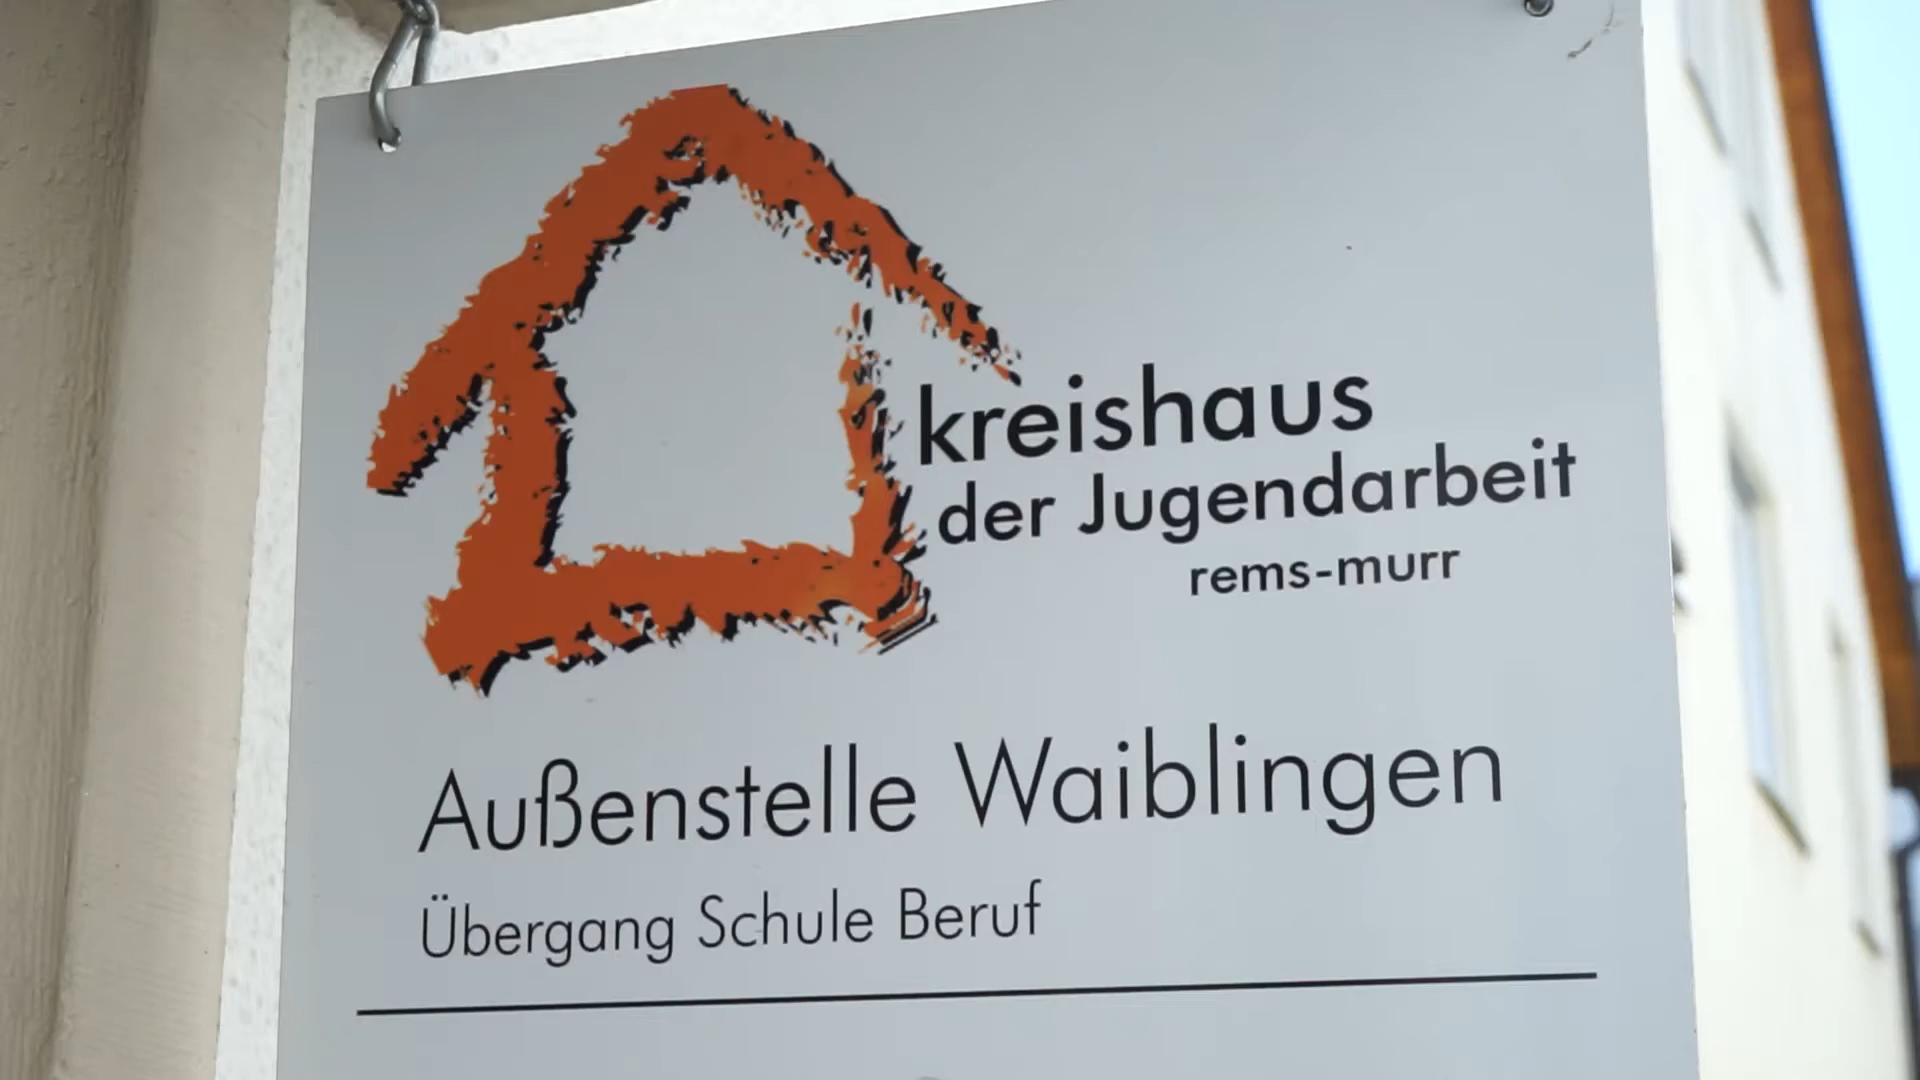 kreishaus
der Jugendarbeit
rems-murr
Außenstelle Waiblingen
Übergang Schule Beruf